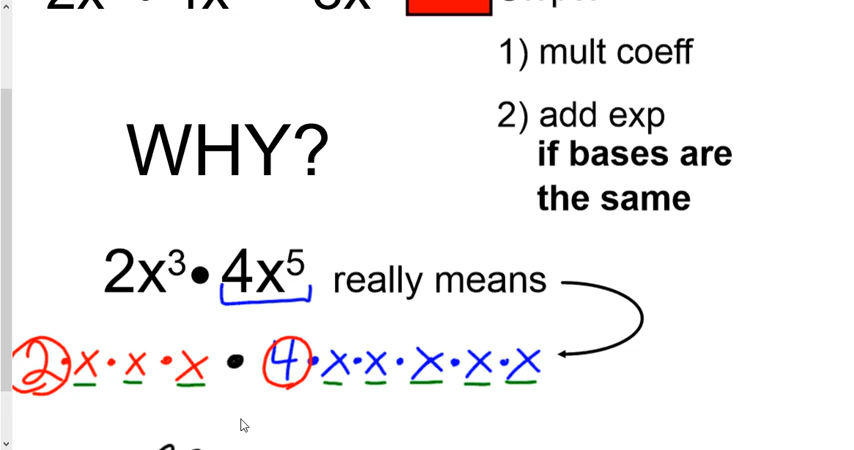 1) mult coeff
2) add exp
if bases are
the same
WHY?
2x³•4x⁵ really means
2·x·x·x • 4·x·x·x·x·x